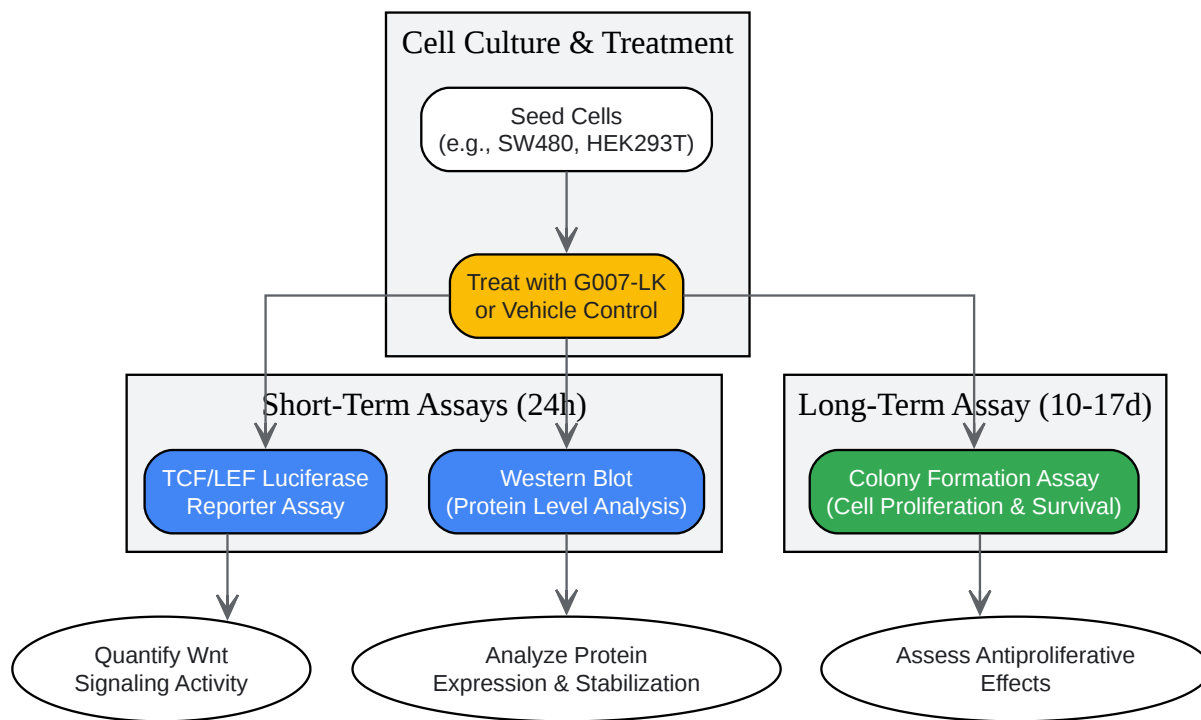 Cell Culture & Treatment
Seed Cells
(e.g., SW480, HEK293T)
Treat with G007-LK
or Vehicle Control
Short-Term Assays (24h)
Long-Term Assay (10-17d)
TCF/LEF Luciferase
Reporter Assay
Western Blot
(Protein Level Analysis)
Colony Formation Assay
(Cell Proliferation & Survival)
Quantify Wnt
Signaling Activity
Analyze Protein
Expression & Stabilization
Assess Antiproliferative
Effects